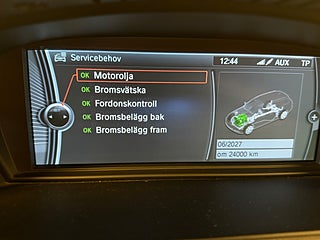 Servicebehov 12:44 AUX TP
OK Motorolja
OK Bromsvätska
OK Fordonskontroll
OK Bromsbelägg bak
OK Bromsbelägg fram
06/2027
om 24000 km